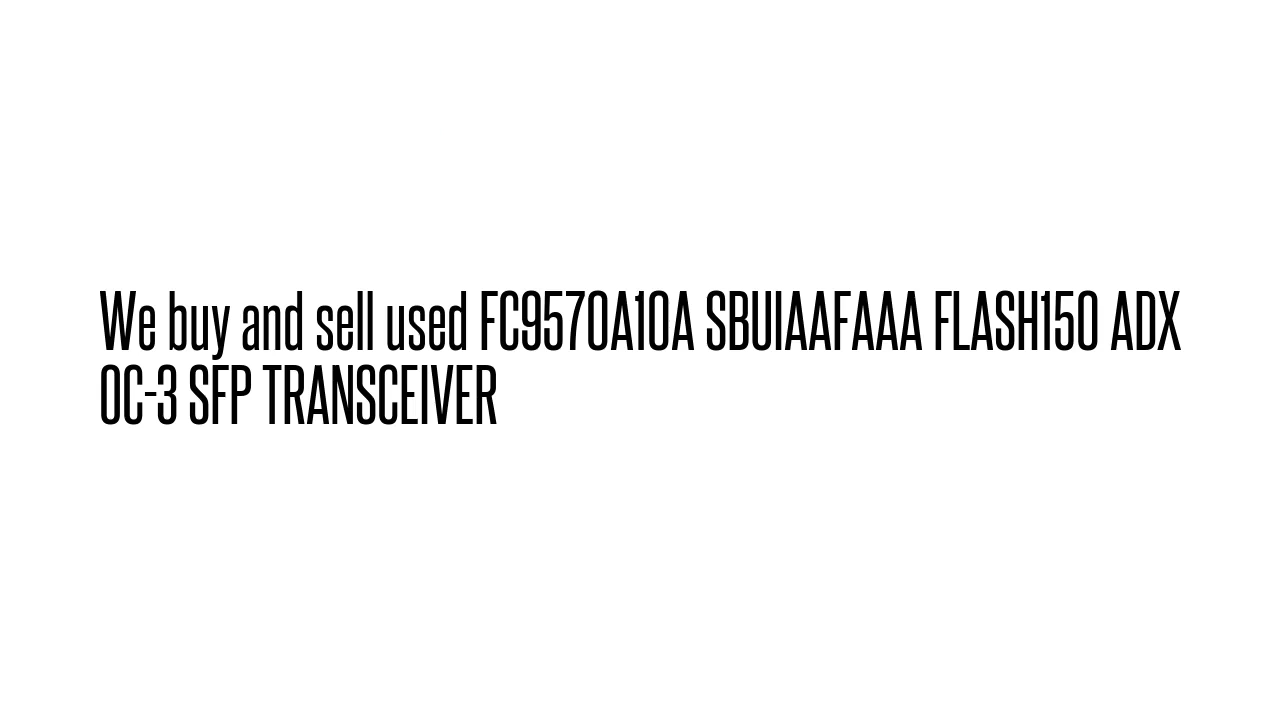 We buy and sell used FC9570A10A SBUIAAFAAA FLASH150 ADX
OC-3 SFP TRANSCEIVER